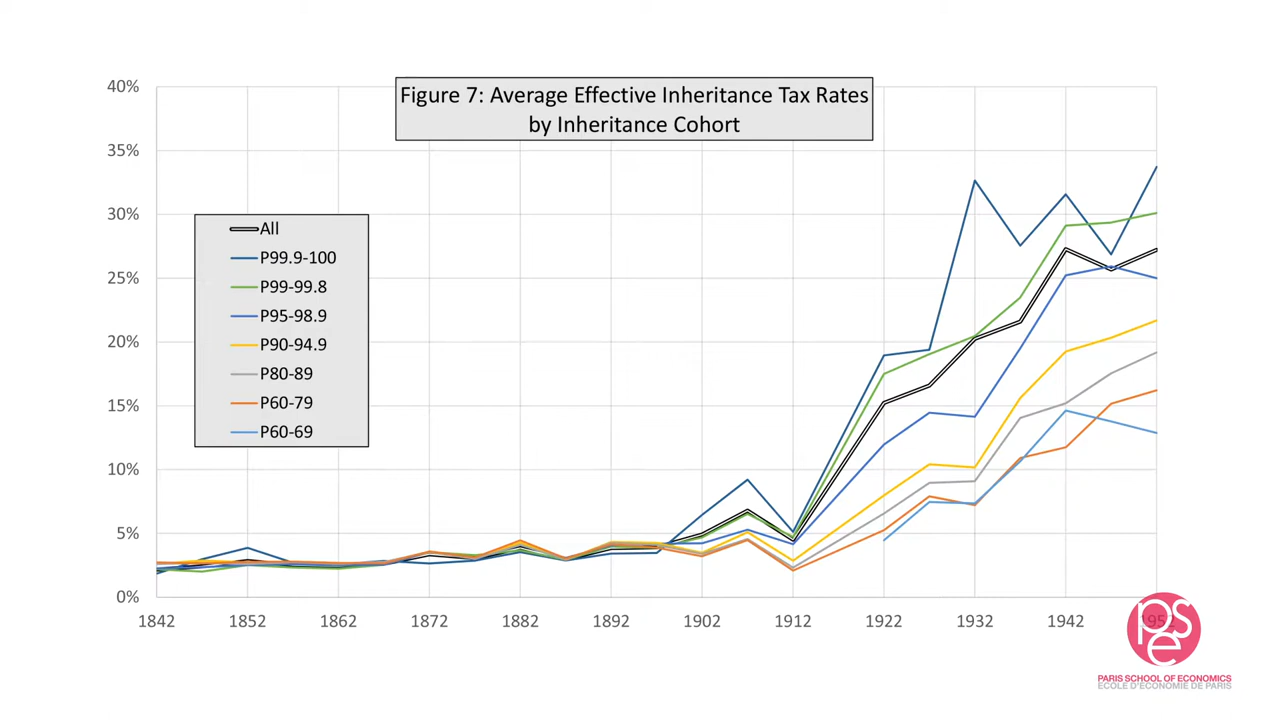 Figure 7: Average Effective Inheritance Tax Rates
by Inheritance Cohort
40%
35%
30%
25%
20%
15%
10%
5%
0%
All
P99.9-100
P99-99.8
P95-98.9
P90-94.9
P80-89
P60-79
P60-69
1842 1852 1862 1872 1882 1892 1902 1912 1922 1932 1942 1952
pse
PARIS SCHOOL OF ECONOMICS
ECOLE D'ECONOMIE DE PARIS